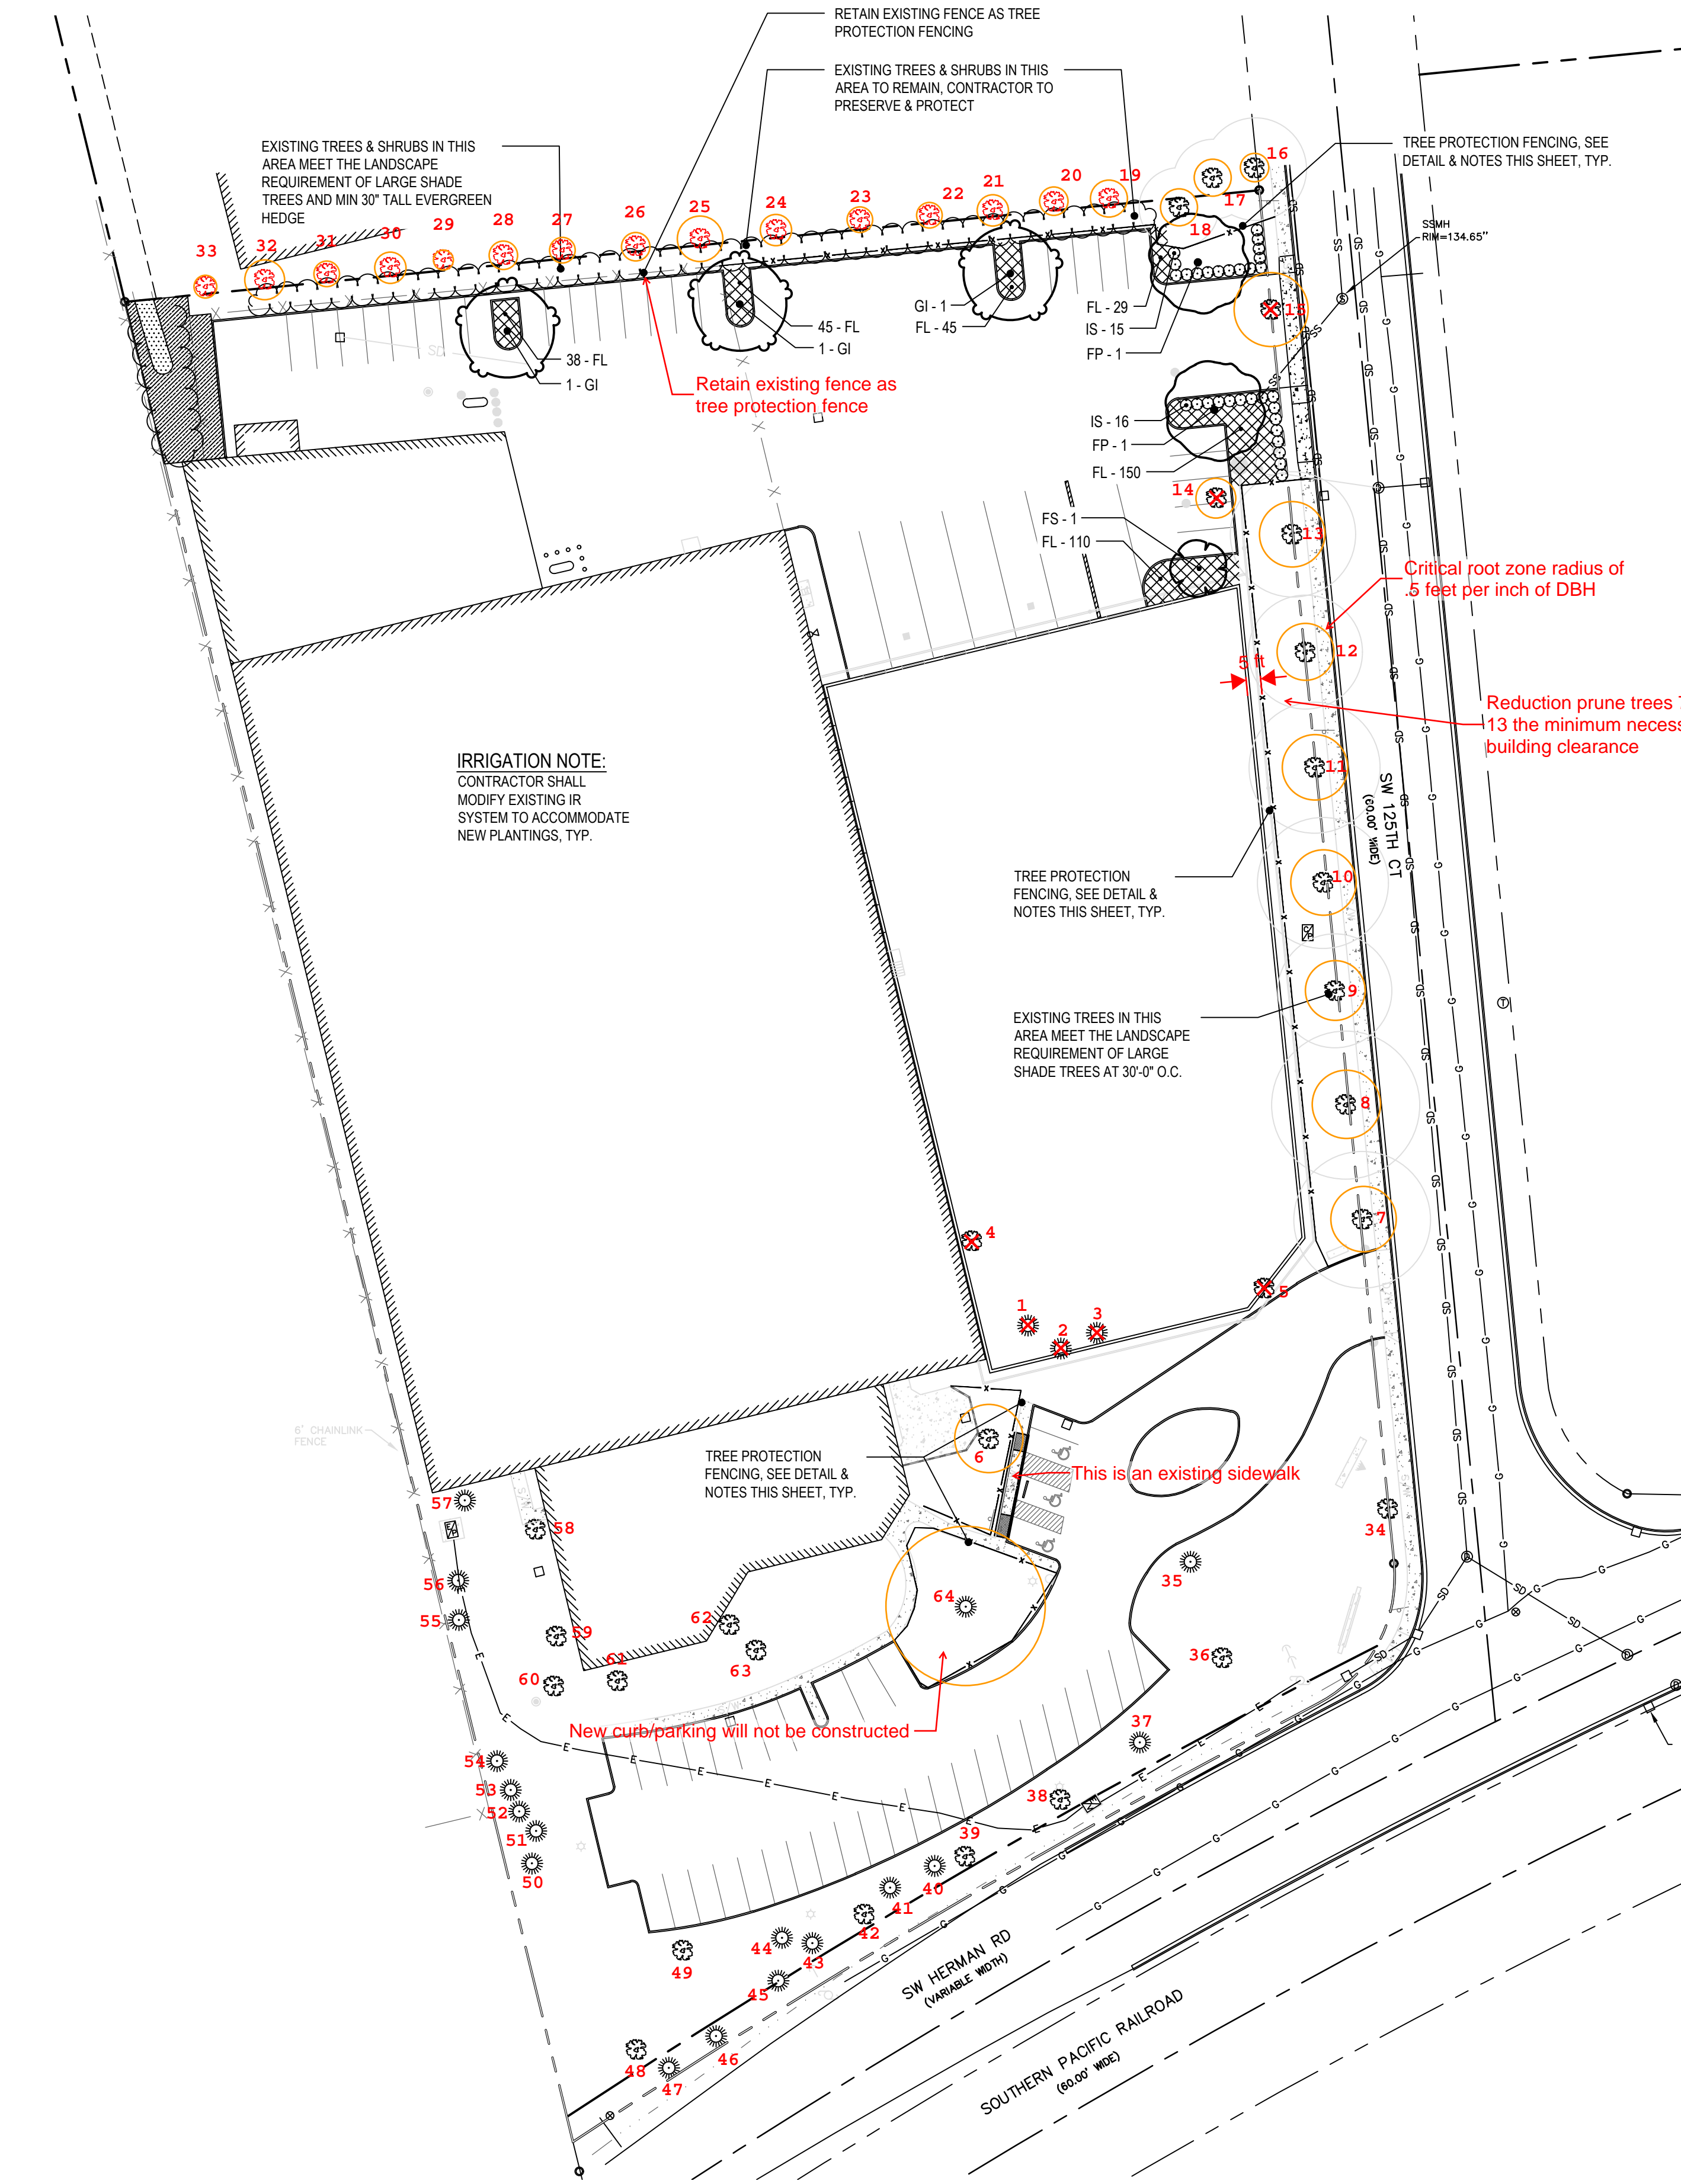 RETAIN EXISTING FENCE AS TREE
PROTECTION FENCING
EXISTING TREES & SHRUBS IN THIS
AREA TO REMAIN, CONTRACTOR TO
PRESERVE & PROTECT
EXISTING TREES & SHRUBS IN THIS
AREA MEET THE LANDSCAPE
REQUIREMENT OF LARGE SHADE
TREES AND MIN 30" TALL EVERGREEN
HEDGE
TREE PROTECTION FENCING, SEE
DETAIL & NOTES THIS SHEET, TYP.
SSMH
RIM=134.65"
33
32
31
30
29
28
27
26
25
24
23
22
21
20
19
18
17
16
15
38 - FL
1 - GI
45 - FL
1 - GI
GI - 1
FL - 45
FL - 29
IS - 15
FP - 1
Retain existing fence as
tree protection fence
IS - 16
FP - 1
FL - 150
14
FS - 1
FL - 110
13
Critical root zone radius of
.5 feet per inch of DBH
12
5 ft
Reduction prune trees
13 the minimum
building clearance
IRRIGATION NOTE:
CONTRACTOR SHALL
MODIFY EXISTING IR
SYSTEM TO ACCOMMODATE
NEW PLANTINGS, TYP.
11
SW 125TH CT
(60.00' WIDE)
TREE PROTECTION
FENCING, SEE DETAIL &
NOTES THIS SHEET, TYP.
10
9
EXISTING TREES IN THIS
AREA MEET THE LANDSCAPE
REQUIREMENT OF LARGE
SHADE TREES AT 30'-0" O.C.
8
7
4
5
1
2
3
6' CHAINLINK
FENCE
TREE PROTECTION
FENCING, SEE DETAIL &
NOTES THIS SHEET, TYP.
6
This is an existing sidewalk
57
58
34
56
55
35
59
60
61
62
63
64
36
New curb/parking will not be constructed
37
54
53
52
51
50
38
39
40
41
42
43
44
45
49
46
47
48
SW HERMAN RD
(VARIABLE WIDTH)
SOUTHERN PACIFIC RAILROAD
(60.00' WIDE)